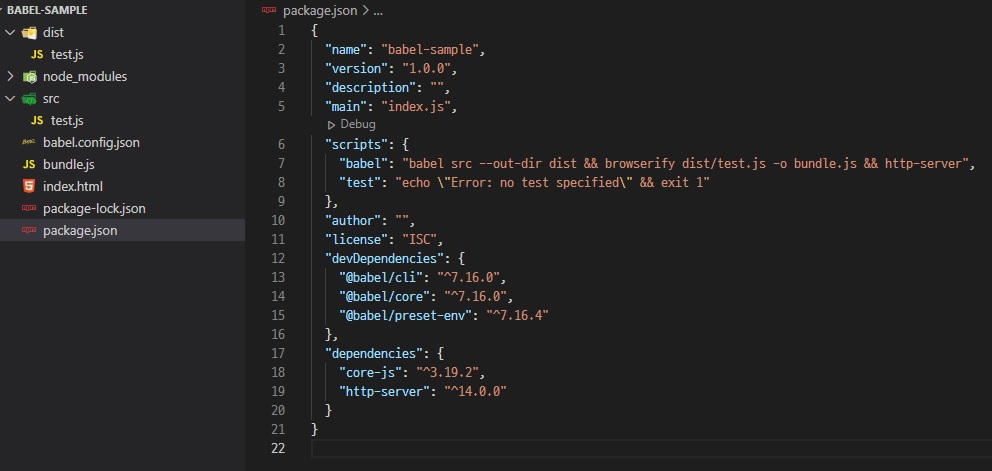 BABEL-SAMPLE
dist
JS test.js
node_modules
src
JS test.js
babel.config.json
JS bundle.js
index.html
package-lock.json
package.json
package.json > ...
1 {
2 "name": "babel-sample",
3 "version": "1.0.0",
4 "description": "",
5 "main": "index.js",
Debug
6 "scripts": {
7 "babel": "babel src --out-dir dist && browserify dist/test.js -o bundle.js && http-server",
8 "test": "echo \"Error: no test specified\" && exit 1"
9 },
10 "author": "",
11 "license": "ISC",
12 "devDependencies": {
13 "@babel/cli": "^7.16.0",
14 "@babel/core": "^7.16.0",
15 "@babel/preset-env": "^7.16.4"
16 },
17 "dependencies": {
18 "core-js": "^3.19.2",
19 "http-server": "^14.0.0"
20 }
21 }
22